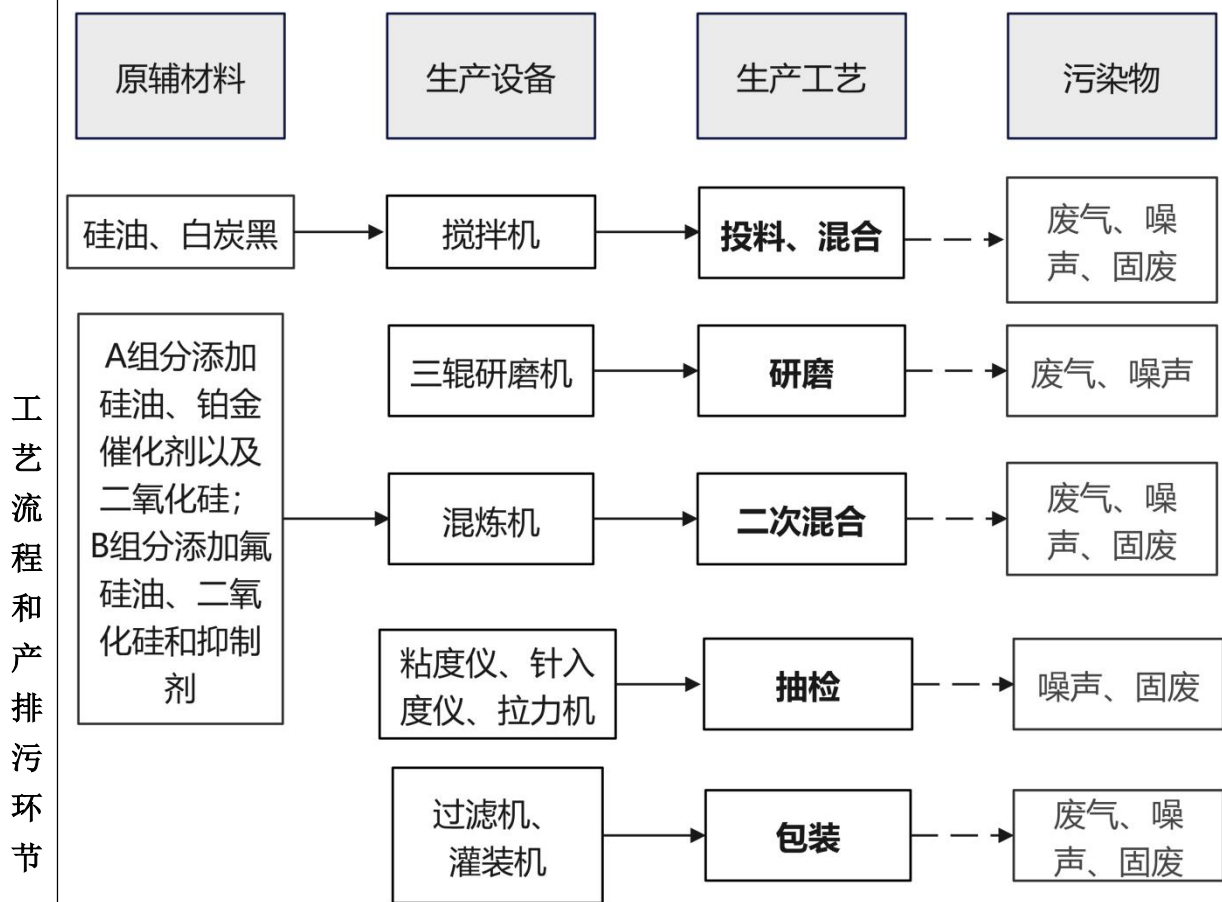 工
艺
流
程
和
产
排
污
环
节
原辅材料
生产设备
生产工艺
污染物
硅油、白炭黑
搅拌机
投料、混合
废气、噪
声、固废
A组分添加
硅油、铂金
催化剂以及
二氧化硅；
B组分添加氟
硅油、二氧
化硅和抑制
剂
三辊研磨机
研磨
废气、噪声
混炼机
二次混合
废气、噪
声、固废
粘度仪、针入
度仪、拉力机
抽检
噪声、固废
过滤机、
灌装机
包装
废气、噪
声、固废